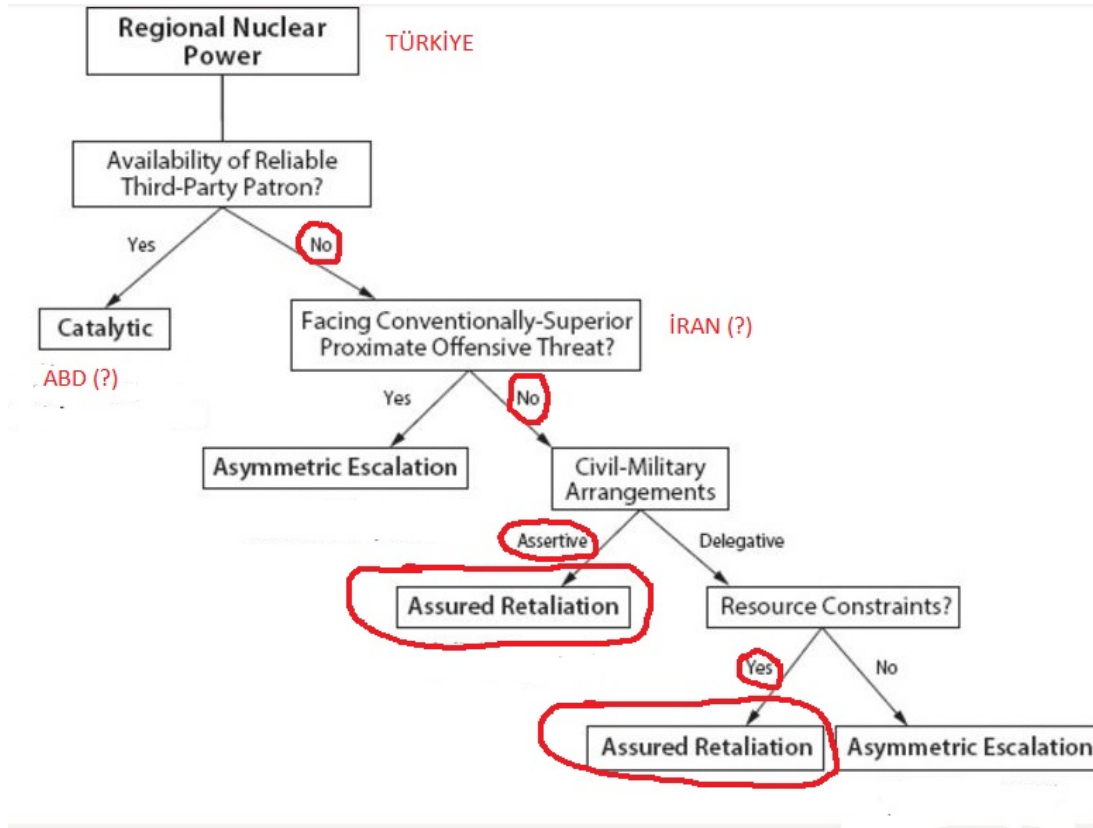 Regional Nuclear
Power
TÜRKİYE
Availability of Reliable
Third-Party Patron?
Yes
No
Catalytic
ABD (?)
Facing Conventionally-Superior
Proximate Offensive Threat?
İRAN (?)
Yes
No
Asymmetric Escalation
Civil-Military
Arrangements
Assertive
Delegative
Assured Retaliation
Resource Constraints?
Yes
No
Assured Retaliation
Asymmetric Escalation